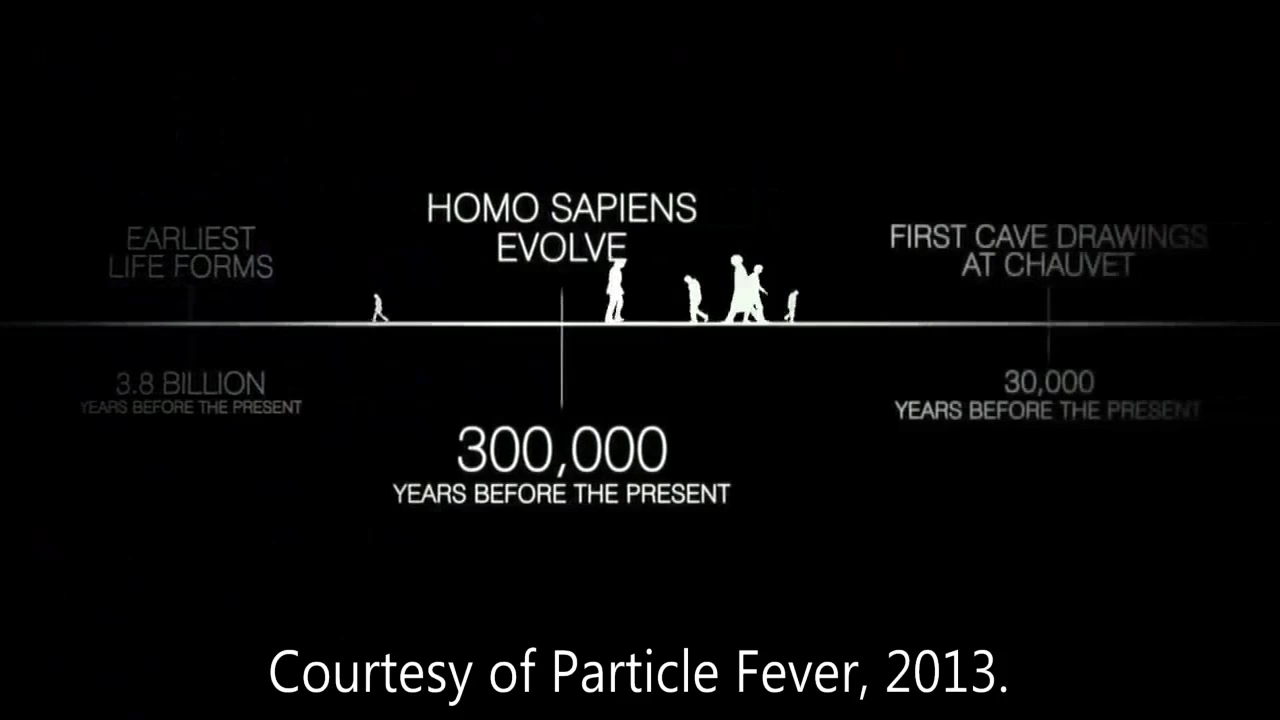 EARLIEST
LIFE FORMS
3.8 BILLION
YEARS BEFORE THE PRESENT
HOMO SAPIENS
EVOLVE
300,000
YEARS BEFORE THE PRESENT
FIRST CAVE DRAWINGS
AT CHAUVET
30,000
YEARS BEFORE THE PRESENT
Courtesy of Particle Fever, 2013.